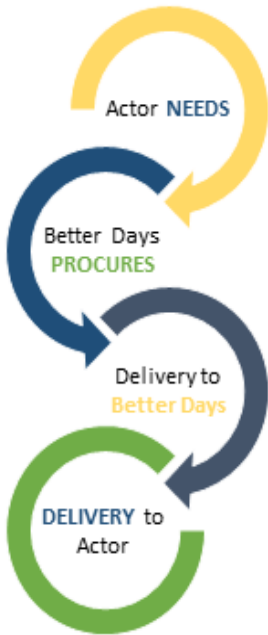 Actor NEEDS
Better Days
PROCURES
Delivery to
Better Days
DELIVERY to
Actor